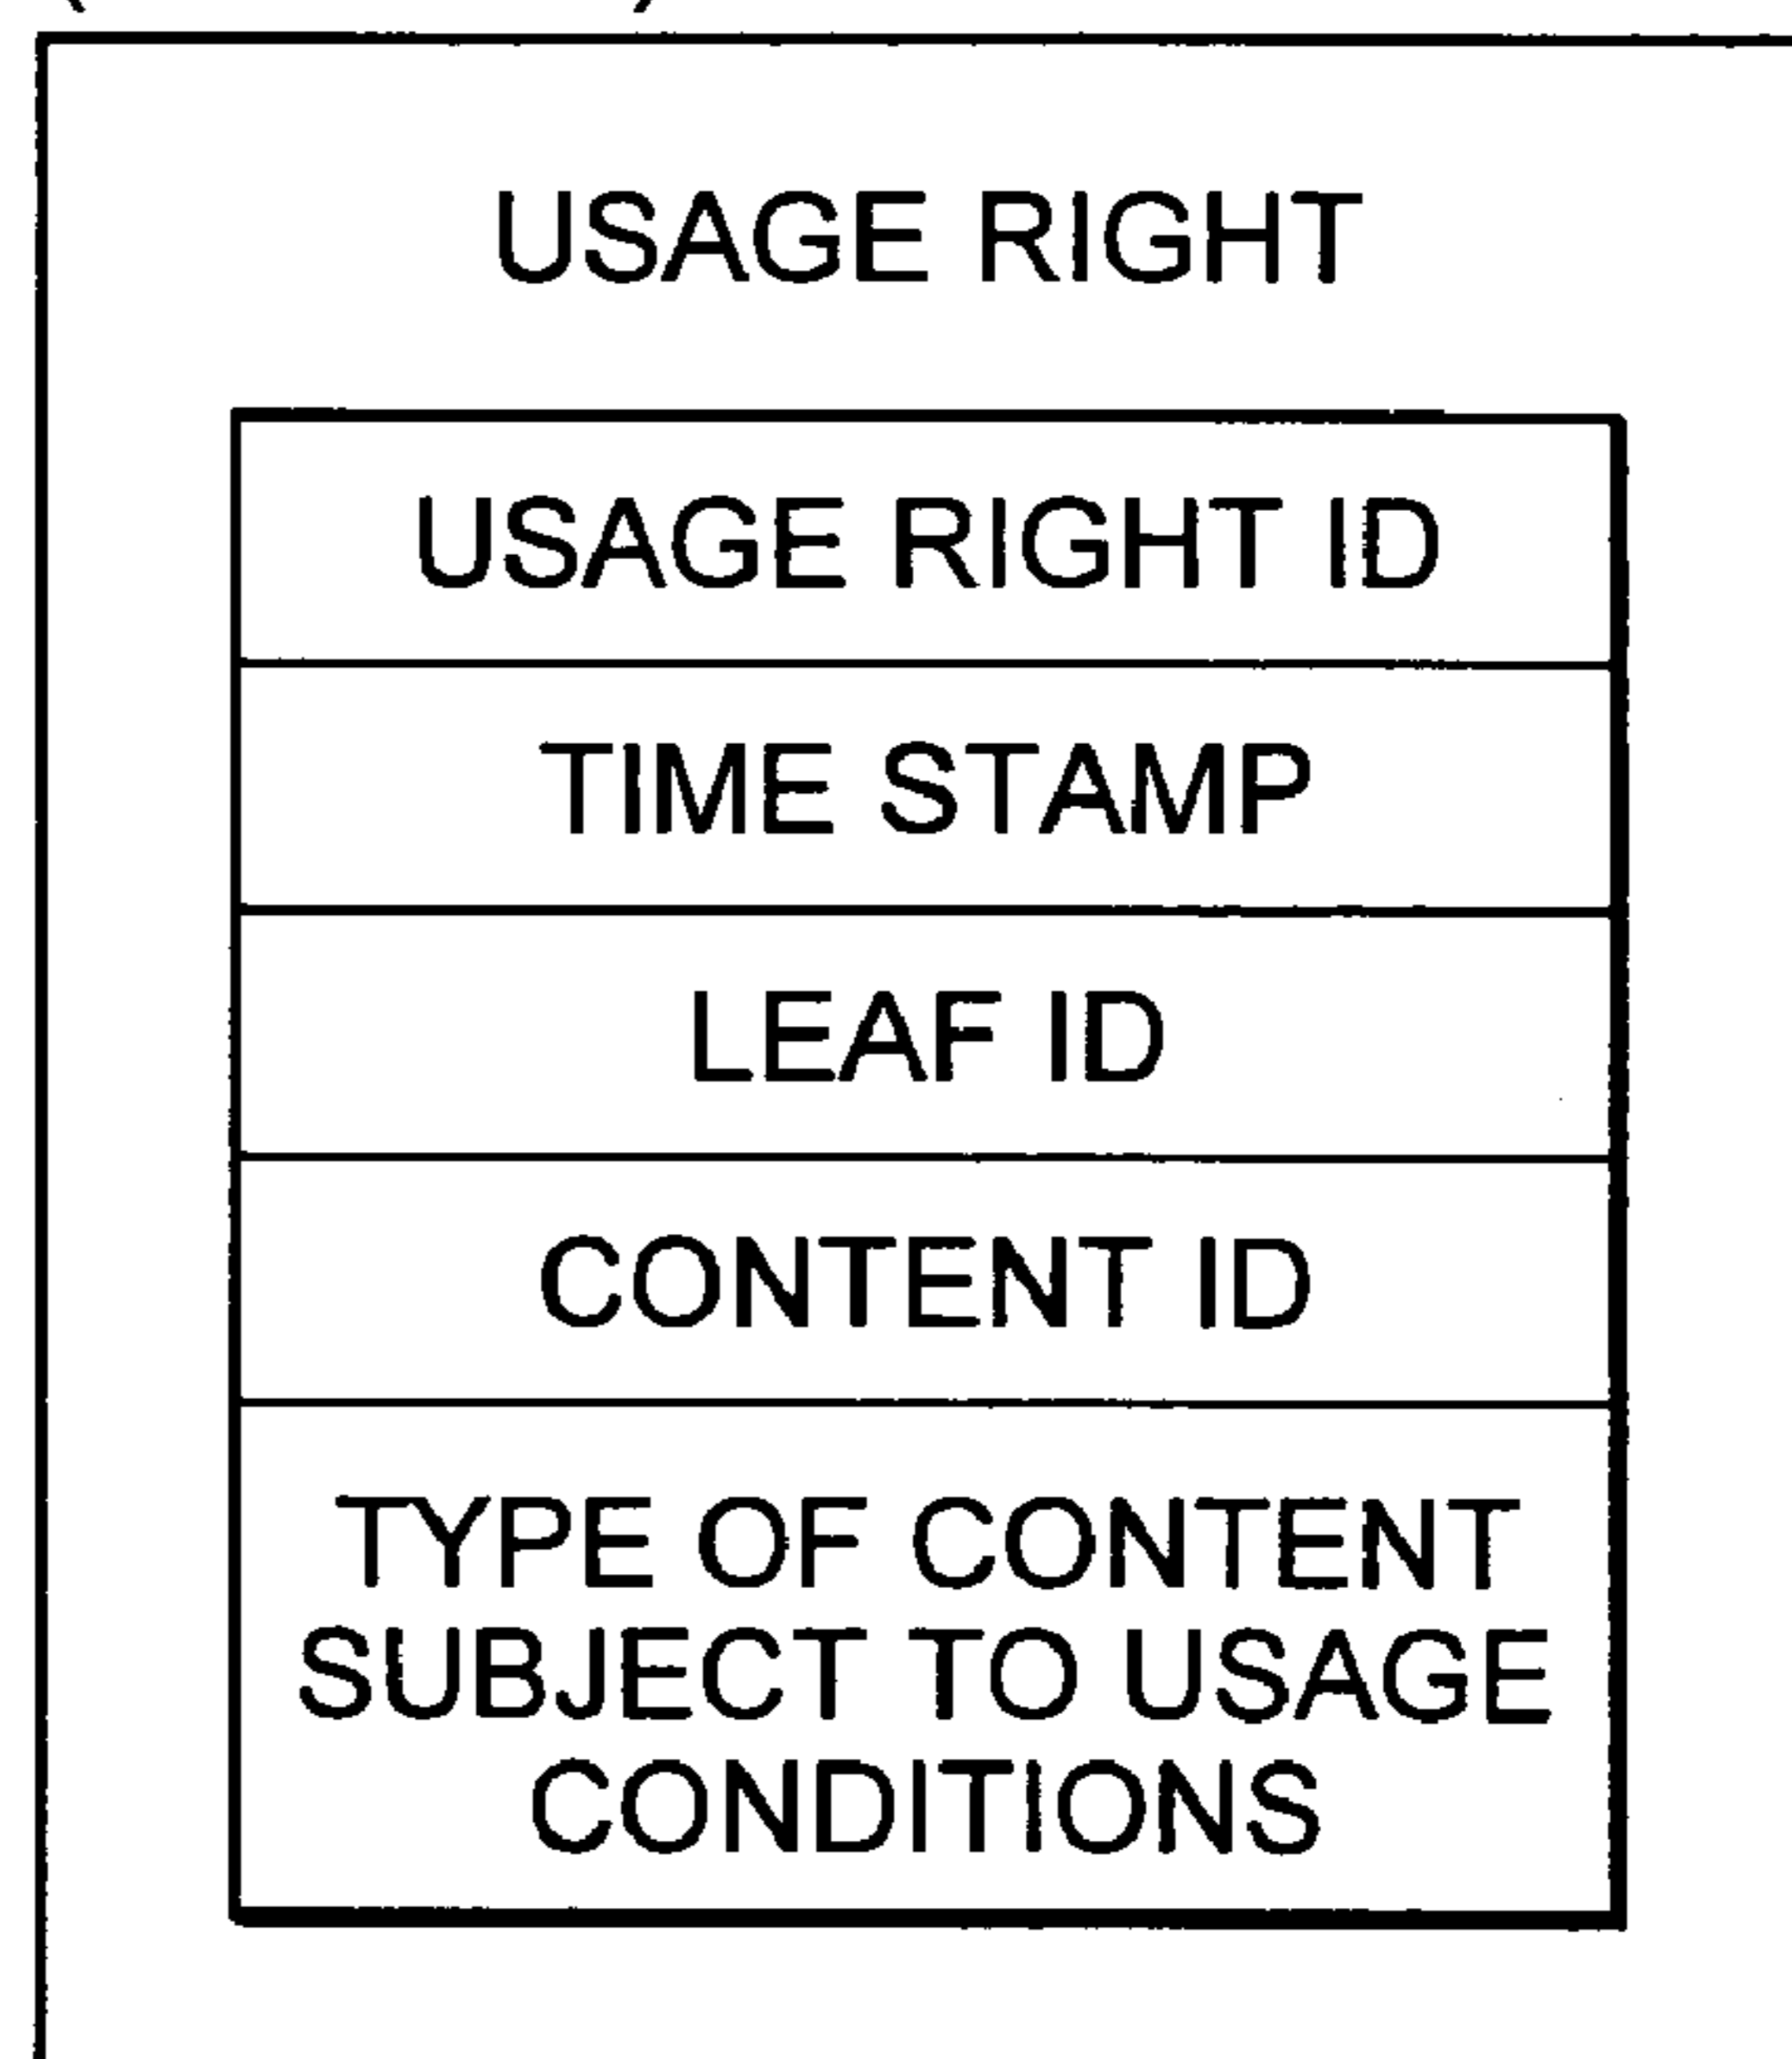 USAGE RIGHT
USAGE RIGHT ID
TIME STAMP
LEAF ID
CONTENT ID
TYPE OF CONTENT
SUBJECT TO USAGE
CONDITIONS